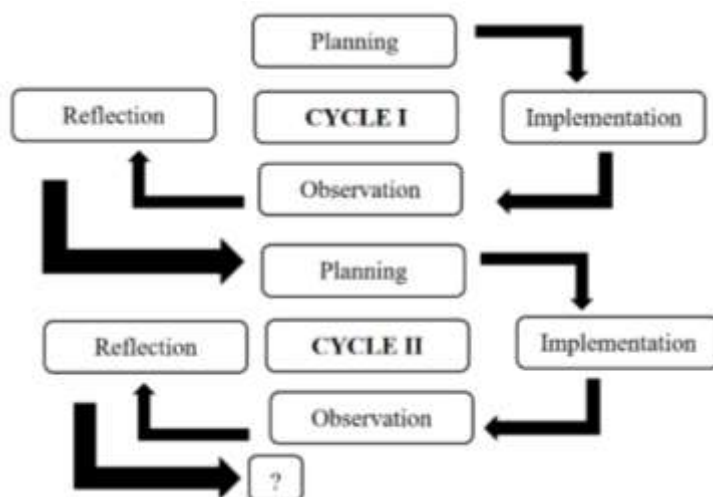 Planning
Reflection
CYCLE I
Implementation
Observation
Planning
Reflection
CYCLE II
Implementation
Observation
?